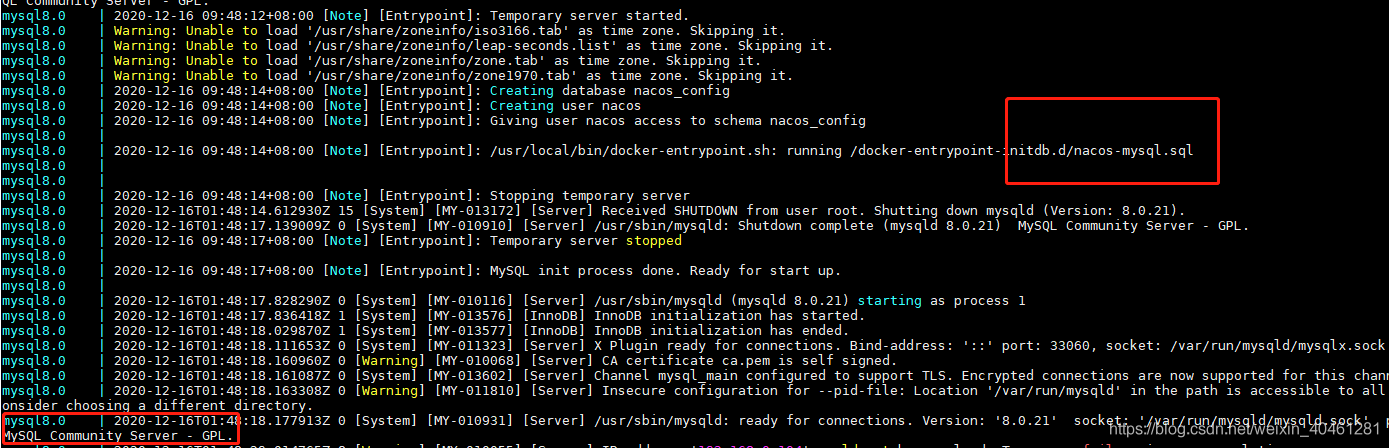 QL Community Server - GPL.
mysql8.0 | 2020-12-16 09:48:12+08:00 [Note] [Entrypoint]: Temporary server started.
mysql8.0 | Warning: Unable to load '/usr/share/zoneinfo/iso3166.tab' as time zone. Skipping it.
mysql8.0 | Warning: Unable to load '/usr/share/zoneinfo/leap-seconds.list' as time zone. Skipping it.
mysql8.0 | Warning: Unable to load '/usr/share/zoneinfo/zone.tab' as time zone. Skipping it.
mysql8.0 | Warning: Unable to load '/usr/share/zoneinfo/zone1970.tab' as time zone. Skipping it.
mysql8.0 | 2020-12-16 09:48:14+08:00 [Note] [Entrypoint]: Creating database nacos_config
mysql8.0 | 2020-12-16 09:48:14+08:00 [Note] [Entrypoint]: Creating user nacos
mysql8.0 | 2020-12-16 09:48:14+08:00 [Note] [Entrypoint]: Giving user nacos access to schema nacos_config
mysql8.0 |
mysql8.0 | 2020-12-16 09:48:14+08:00 [Note] [Entrypoint]: /usr/local/bin/docker-entrypoint.sh: running /docker-entrypoint-initdb.d/nacos-mysql.sql
mysql8.0 |
mysql8.0 |
mysql8.0 | 2020-12-16 09:48:14+08:00 [Note] [Entrypoint]: Stopping temporary server
mysql8.0 | 2020-12-16T01:48:14.612930Z 15 [System] [MY-013172] [Server] Received SHUTDOWN from user root. Shutting down mysqld (Version: 8.0.21).
mysql8.0 | 2020-12-16T01:48:17.139009Z 0 [System] [MY-010910] [Server] /usr/sbin/mysqld: Shutdown complete (mysqld 8.0.21)  MySQL Community Server - GPL.
mysql8.0 | 2020-12-16 09:48:17+08:00 [Note] [Entrypoint]: Temporary server stopped
mysql8.0 |
mysql8.0 | 2020-12-16 09:48:17+08:00 [Note] [Entrypoint]: MySQL init process done. Ready for start up.
mysql8.0 |
mysql8.0 | 2020-12-16T01:48:17.828290Z 0 [System] [MY-010116] [Server] /usr/sbin/mysqld (mysqld 8.0.21) starting as process 1
mysql8.0 | 2020-12-16T01:48:17.836418Z 1 [System] [MY-013576] [InnoDB] InnoDB initialization has started.
mysql8.0 | 2020-12-16T01:48:18.029870Z 1 [System] [MY-013577] [InnoDB] InnoDB initialization has ended.
mysql8.0 | 2020-12-16T01:48:18.111653Z 0 [System] [MY-011323] [Server] X Plugin ready for connections. Bind-address: '::' port: 33060, socket: /var/run/mysqld/mysqlx.sock
mysql8.0 | 2020-12-16T01:48:18.160960Z 0 [Warning] [MY-010068] [Server] CA certificate ca.pem is self signed.
mysql8.0 | 2020-12-16T01:48:18.161087Z 0 [System] [MY-013602] [Server] Channel mysql_main configured to support TLS. Encrypted connections are now supported for this chan
mysql8.0 | 2020-12-16T01:48:18.163308Z 0 [Warning] [MY-011810] [Server] Insecure configuration for --pid-file: Location '/var/run/mysqld' in the path is accessible to all
onsider choosing a different directory.
mysql8.0 | 2020-12-16T01:48:18.177913Z 0 [System] [MY-010931] [Server] /usr/sbin/mysqld: ready for connections. Version: '8.0.21'  socket: '/var/run/mysqld/mysqld.sock'
MySQL Community Server - GPL.
https://blog.csdn.net/weixin_40461281